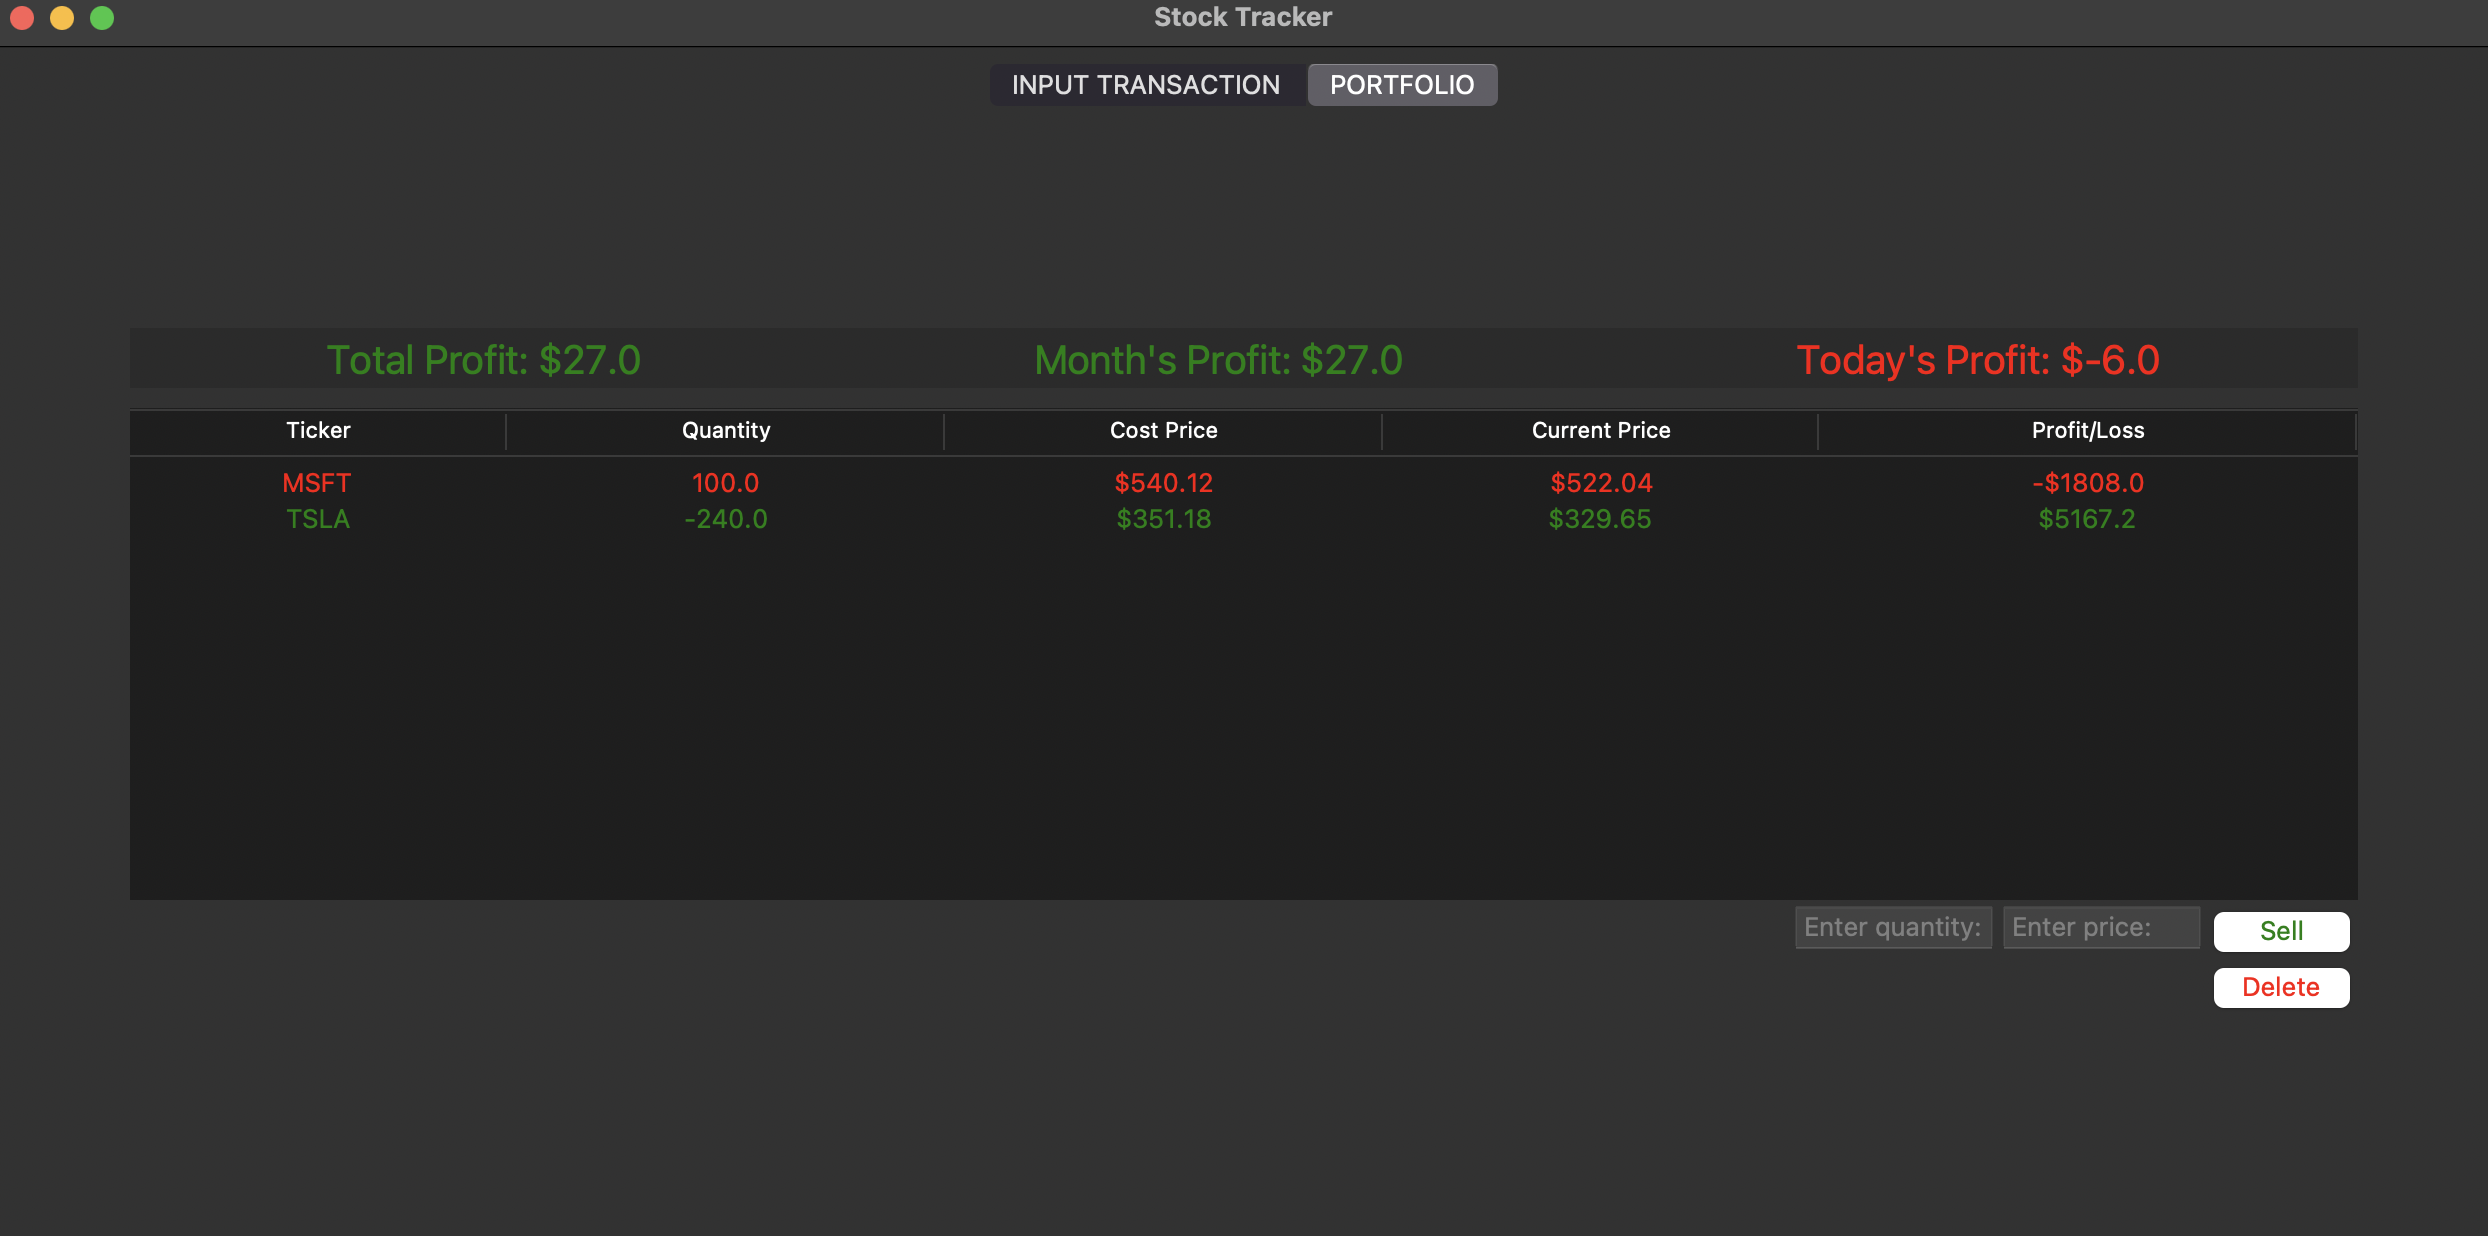 Stock Tracker
INPUT TRANSACTION PORTFOLIO
Total Profit: $27.0 Month's Profit: $27.0 Today's Profit: $-6.0
Ticker Quantity Cost Price Current Price Profit/Loss
MSFT 100.0 $540.12 $522.04 -$1808.0
TSLA -240.0 $351.18 $329.65 $5167.2
Enter quantity: Enter price: Sell
Delete